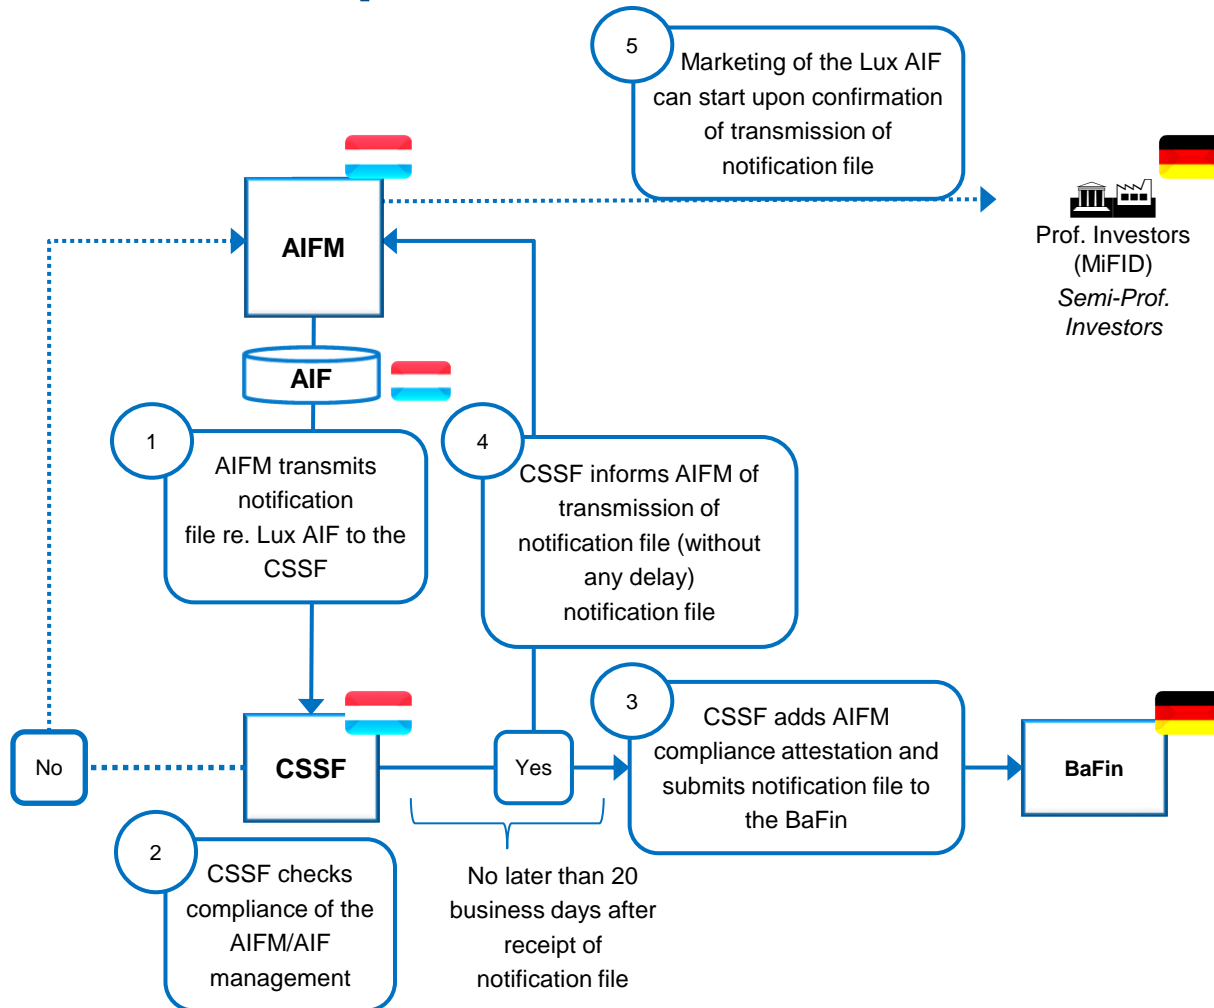 5
Marketing of the Lux AIF
can start upon confirmation
of transmission of
notification file
AIFM
Prof. Investors
(MiFID)
Semi-Prof.
Investors
AIF
1
AIFM transmits
notification
file re. Lux AIF to the
CSSF
4
CSSF informs AIFM of
transmission of
notification file (without
any delay)
notification file
3
CSSF adds AIFM
compliance attestation and
submits notification file to
the BaFin
No
CSSF
Yes
BaFin
2
CSSF checks
compliance of the
AIFM/AIF
management
No later than 20
business days after
receipt of
notification file